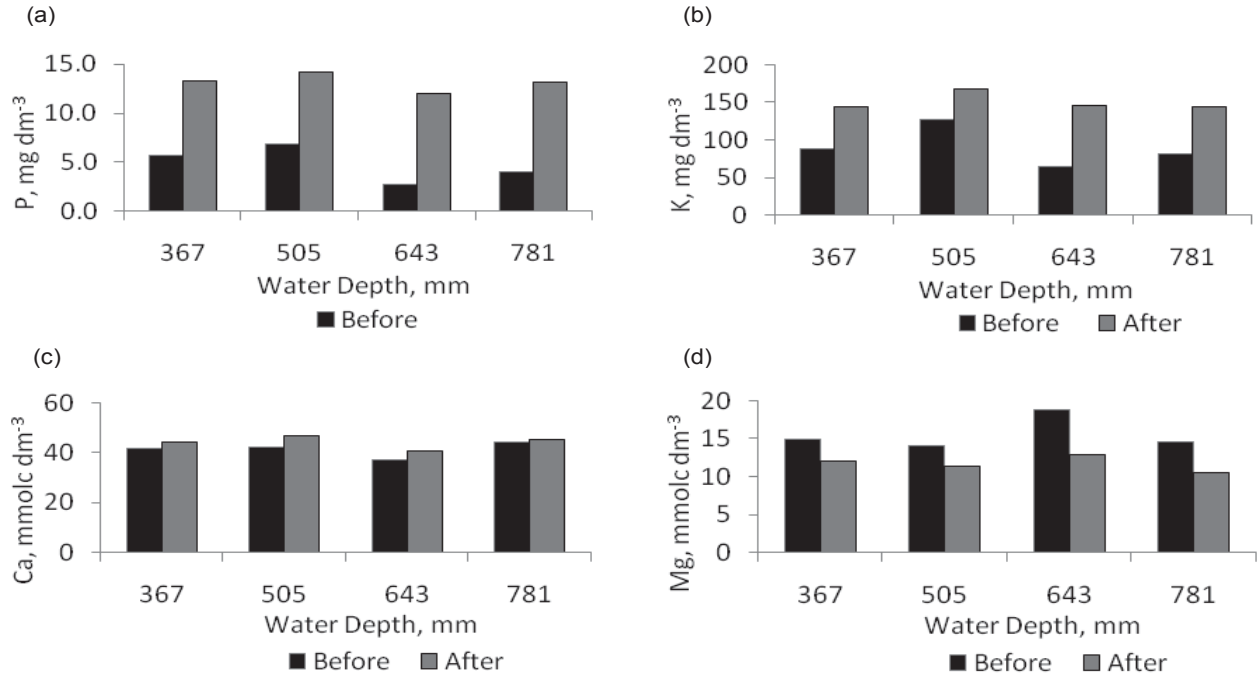 (a)
15.0
10.0
5.0
0.0
P, mg dm-3
367 505 643 781
Water Depth, mm
Before
(b)
200
150
100
50
0
K, mg dm-3
367 505 643 781
Water Depth, mm
Before After
(c)
60
40
20
0
Ca, mmolc dm-3
367 505 643 781
Water Depth, mm
Before After
(d)
20
15
10
5
0
Mg, mmolc dm-3
367 505 643 781
Water Depth, mm
Before After